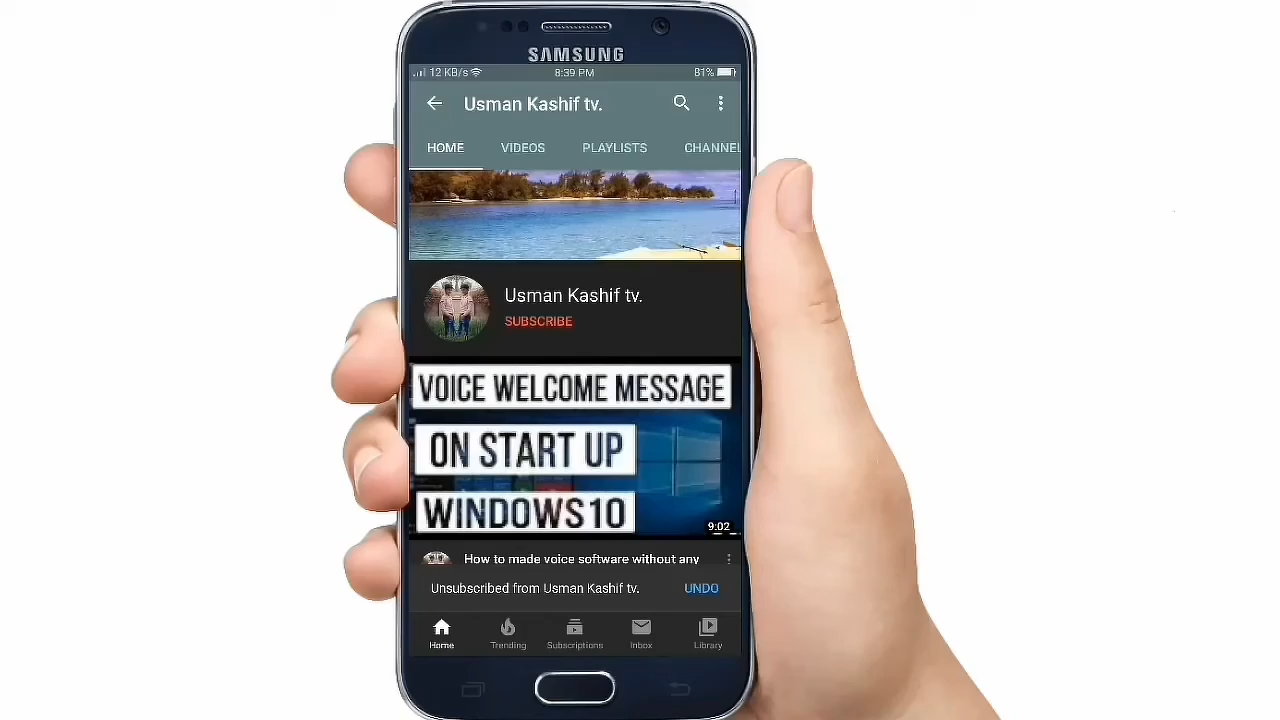 SAMSUNG
12 KB/s 8:39 PM 81%
Usman Kashif tv.
HOME VIDEOS PLAYLISTS CHANNEL
Usman Kashif tv.
SUBSCRIBE
VOICE WELCOME MESSAGE
ON START UP
WINDOWS10
9:02
How to made voice software without any
Unsubscribed from Usman Kashif tv. UNDO
Home Trending Subscriptions Inbox Library